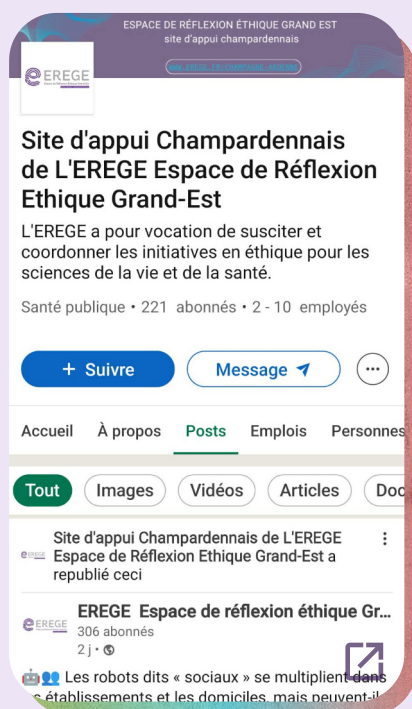 ESPACE DE RÉFLEXION ÉTHIQUE GRAND EST
site d'appui champardennais
EREGE
Site d'appui Champardennais
de L'EREGE Espace de Réflexion
Ethique Grand-Est
L'EREGE a pour vocation de susciter et
coordonner les initiatives en éthique pour les
sciences de la vie et de la santé.
Santé publique • 221 abonnés • 2 - 10 employés
+ Suivre
Message
Accueil À propos Posts Emplois Personnes
Tout Images Vidéos Articles Doc
Site d'appui Champardennais de L'EREGE
Espace de Réflexion Ethique Grand-Est a
republié ceci
EREGE
EREGE Espace de réflexion éthique Gr...
306 abonnés
2 j •
🤖👥 Les robots dits « sociaux » se multiplient dans
établissements et les domiciles, mais peuvent-il